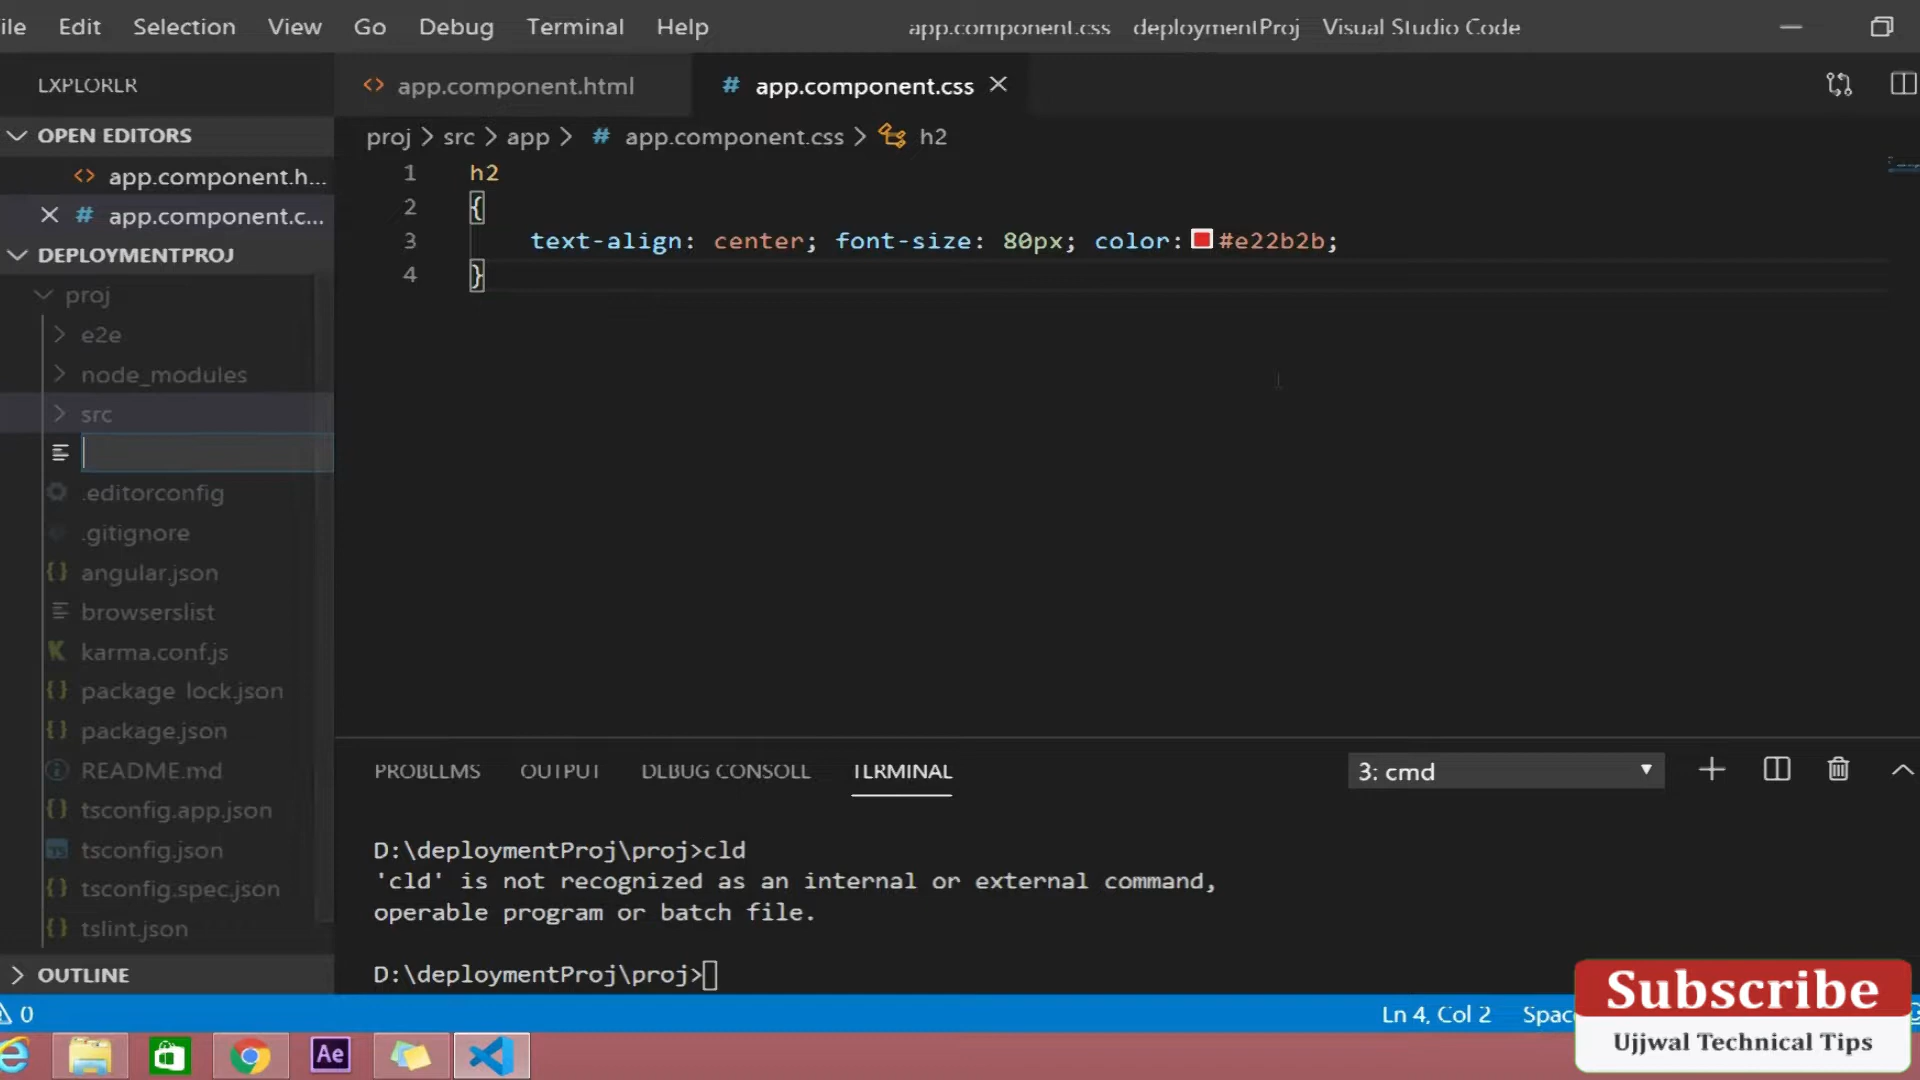 ile Edit Selection View Go Debug Terminal Help app.component.css deploymentProj Visual Studio Code
EXPLORER
app.component.html
# app.component.css
OPEN EDITORS
proj > src > app > # app.component.css > h2
<> app.component.h...
# app.component.c...
DEPLOYMENTPROJ
proj
e2e
node_modules
src
.editorconfig
.gitignore
angular.json
browserslist
karma.conf.js
package lock.json
package.json
README.md
tsconfig.app.json
tsconfig.json
tsconfig.spec.json
tslint.json
OUTLINE
1 h2
2 {
3 text-align: center; font-size: 80px; color: #e22b2b;
4 }
PROBLEMS OUTPUT DEBUG CONSOLE TERMINAL 3: cmd
D:\deploymentProj\proj>cld
'cld' is not recognized as an internal or external command,
operable program or batch file.
D:\deploymentProj\proj>
0 Ln 4, Col 2 Spac
Ae
Subscribe
Ujjwal Technical Tips